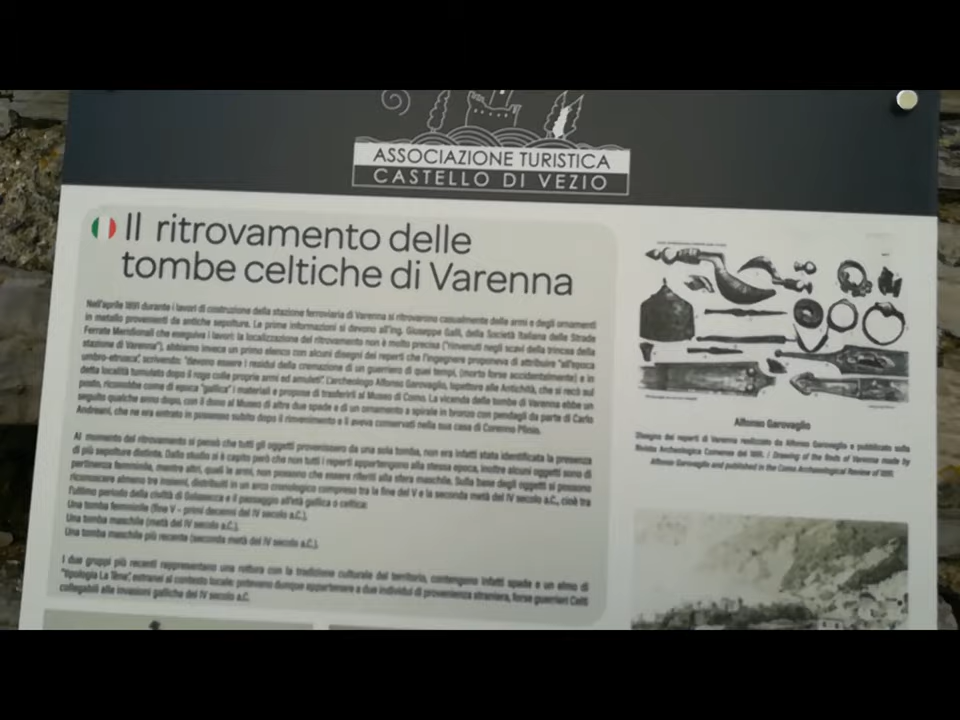 ASSOCIAZIONE TURISTICA
CASTELLO DI VEZIO
Il ritrovamento delle
tombe celtiche di Varenna
Nell'aprile 1891 durante i lavori di costruzione della stazione ferroviaria di Varenna si ritrovarono casualmente delle armi e degli ornamenti
in metallo provenienti da antiche sepolture. Le prime informazioni si devono all'ing. Giuseppe Galli, della Società Italiana delle Strade
Ferrate Meridionali che eseguiva i lavori: la localizzazione del ritrovamento non è molto precisa ("rinvenuti negli scavi della trincea della
stazione di Varenna"), abbiamo invece un primo elenco con alcuni disegni dei reperti che l'ingegnere proponeva di attribuire "all'epoca
umbro-etrusca", scrivendo: "devono essere i residui della cremazione di un guerriero di quei tempi, (morto forse accidentalmente) e in
detta località tumulato dopo il rogo colle proprie armi ed amuleti". L'archeologo Alfonso Garovaglio, Ispettore alle Antichità, che si recò sul
posto, riconobbe come di epoca "gallica" i materiali e propose di trasferirli al Museo di Como. La vicenda delle tombe di Varenna ebbe un
seguito qualche anno dopo, con il dono al Museo di altre due spade e di un ornamento a spirale in bronzo con pendagli da parte di Carlo
Andreani, che ne era entrato in possesso subito dopo il rinvenimento e li aveva conservati nella sua casa di Corenno Plinio.
Al momento del ritrovamento si pensò che tutti gli oggetti provenissero da una sola tomba, non era infatti stata identificata la presenza
di più sepolture distinte. Dallo studio si è capito però che non tutti i reperti appartengono alla stessa epoca, inoltre alcuni oggetti sono di
pertinenza femminile, mentre altri, quali le armi, non possono che essere riferiti alla sfera maschile. Sulla base degli oggetti si possono
riconoscere almeno tre insiemi, distribuiti in un arco cronologico compreso tra la fine del V e la seconda metà del IV secolo a.C., cioè tra
l'ultimo periodo della civiltà di Golasecca e il passaggio all'età gallica o celtica:
Una tomba femminile (fine V - primi decenni del IV secolo a.C.).
Una tomba maschile (metà del IV secolo a.C.).
Una tomba maschile più recente (seconda metà del IV secolo a.C.).
I due gruppi più recenti rappresentano una rottura con la tradizione culturale del territorio, contengono infatti spade e un elmo di
"tipologia La Tène", estranei al contesto locale: potevano dunque appartenere a due individui di provenienza straniera, forse guerrieri Celti
collegabili alle invasioni galliche del IV secolo a.C.
Alfonso Garovaglio
Disegno dei reperti di Varenna realizzato da Alfonso Garovaglio e pubblicato sulla
Rivista Archeologica Comense del 1891. / Drawing of the finds of Varenna made by
Alfonso Garovaglio and published in the Como Archaeological Review of 1891.